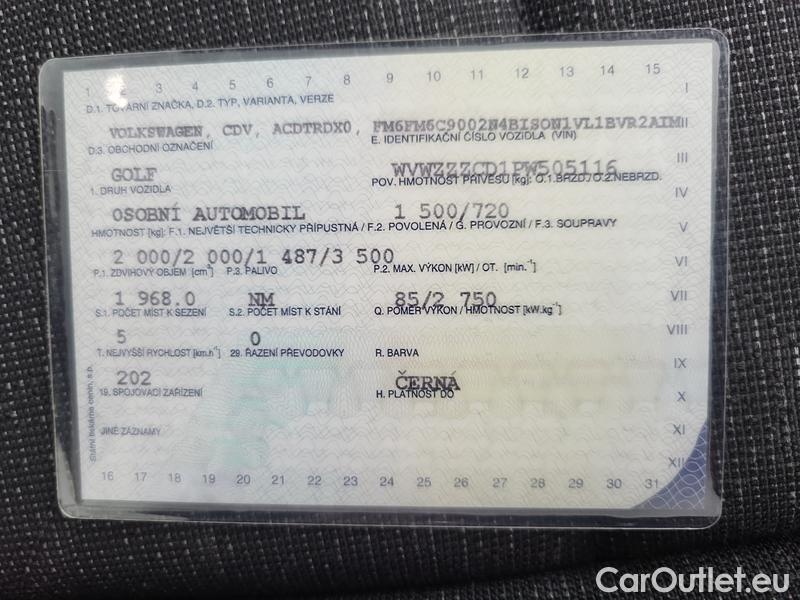 1 2 3 4 5 6 7 8 9 10 11 12 13 14 15
I
D.1. TOVÁRNÍ ZNAČKA, D.2. TYP, VARIANTA, VERZE
VOLKSWAGEN, CDV, ACDTRDX0, FM6FM6C9002N4BISON1VL1BVR2AIM
II
D.3. OBCHODNÍ OZNAČENÍ E. IDENTIFIKAČNÍ ČÍSLO VOZIDLA (VIN)
GOLF WVWZZZCD1PW505116
III
1. DRUH VOZIDLA POV. HMOTNOST PŘÍVĚSU [kg]: O.1. BRZD./O.2. NEBRZD.
IV
OSOBNÍ AUTOMOBIL 1 500/720
HMOTNOST [kg]: F.1. NEJVĚTŠÍ TECHNICKY PŘÍPUSTNÁ / F.2. POVOLENÁ / G. PROVOZNÍ / F.3. SOUPRAVY
V
2 000/2 000/1 487/3 500
P.1. ZDVIHOVÝ OBJEM [cm³] P.3. PALIVO P.2. MAX. VÝKON [kW] / OT. [min.⁻¹]
VI
1 968.0 NM 85/2 750
VII
S.1. POČET MÍST K SEZENÍ S.2. POČET MÍST K STÁNÍ Q. POMĚR VÝKON / HMOTNOST [kW.kg⁻¹]
5 0
VIII
T. NEJVYŠŠÍ RYCHLOST [km.h⁻¹] 29. ŘAZENÍ PŘEVODOVKY R. BARVA
IX
202 ČERNÁ
19. SPOJOVACÍ ZAŘÍZENÍ H. PLATNOST DO
X
JINÉ ZÁZNAMY
XI
XII
Státní tiskárna cenin, s.p.
16 17 18 19 20 21 22 23 24 25 26 27 28 29 30 31
CarOutlet.eu